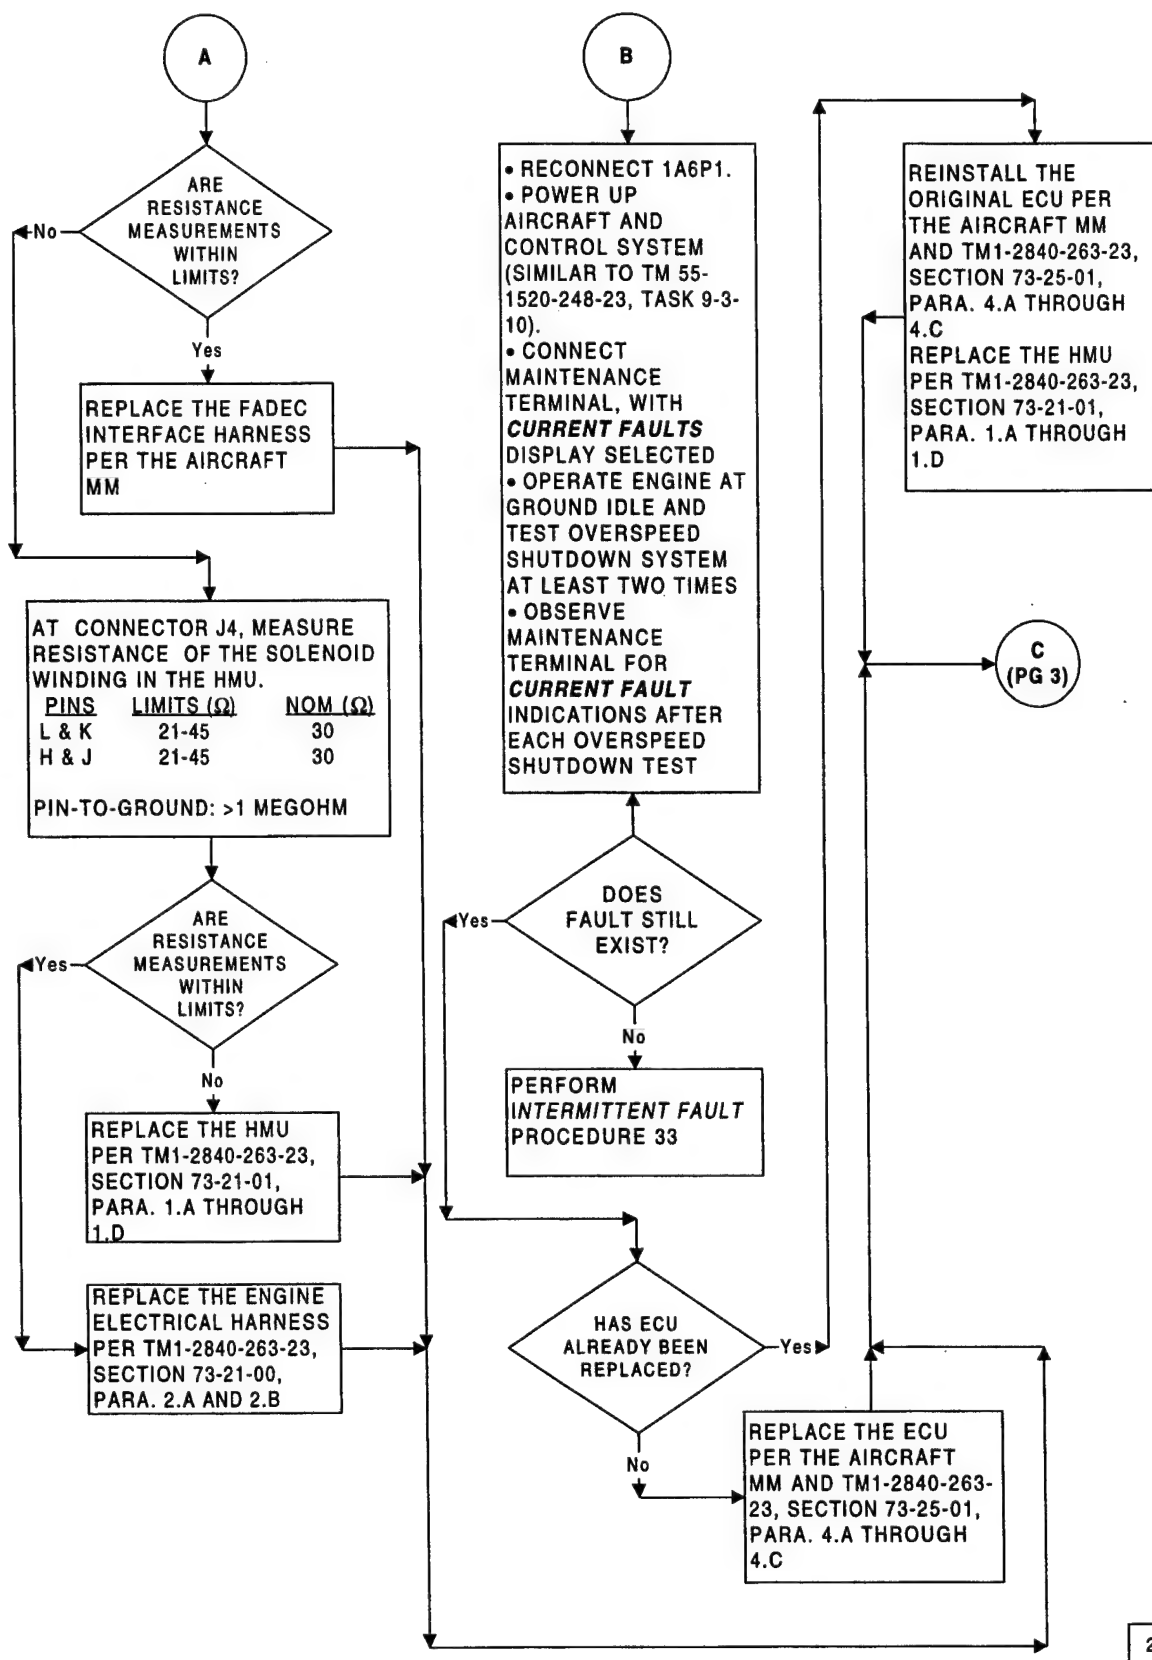 A
ARE
RESISTANCE
MEASUREMENTS
WITHIN
LIMITS?
No
Yes
REPLACE THE FADEC
INTERFACE HARNESS
PER THE AIRCRAFT
MM
AT CONNECTOR J4, MEASURE
RESISTANCE OF THE SOLENOID
WINDING IN THE HMU.
PINS LIMITS (Ω) NOM (Ω)
L & K 21-45 30
H & J 21-45 30
PIN-TO-GROUND: >1 MEGOHM
ARE
RESISTANCE
MEASUREMENTS
WITHIN
LIMITS?
Yes
No
REPLACE THE HMU
PER TM1-2840-263-23,
SECTION 73-21-01,
PARA. 1.A THROUGH
1.D
REPLACE THE ENGINE
ELECTRICAL HARNESS
PER TM1-2840-263-23,
SECTION 73-21-00,
PARA. 2.A AND 2.B
B
• RECONNECT 1A6P1.
• POWER UP
AIRCRAFT AND
CONTROL SYSTEM
(SIMILAR TO TM 55-
1520-248-23, TASK 9-3-
10).
• CONNECT
MAINTENANCE
TERMINAL, WITH
CURRENT FAULTS
DISPLAY SELECTED
• OPERATE ENGINE AT
GROUND IDLE AND
TEST OVERSPEED
SHUTDOWN SYSTEM
AT LEAST TWO TIMES
• OBSERVE
MAINTENANCE
TERMINAL FOR
CURRENT FAULT
INDICATIONS AFTER
EACH OVERSPEED
SHUTDOWN TEST
DOES
FAULT STILL
EXIST?
Yes
No
PERFORM
INTERMITTENT FAULT
PROCEDURE 33
HAS ECU
ALREADY BEEN
REPLACED?
Yes
No
REPLACE THE ECU
PER THE AIRCRAFT
MM AND TM1-2840-263-
23, SECTION 73-25-01,
PARA. 4.A THROUGH
4.C
REINSTALL THE
ORIGINAL ECU PER
THE AIRCRAFT MM
AND TM1-2840-263-23,
SECTION 73-25-01,
PARA. 4.A THROUGH
4.C
REPLACE THE HMU
PER TM1-2840-263-23,
SECTION 73-21-01,
PARA. 1.A THROUGH
1.D
C
(PG 3)
2